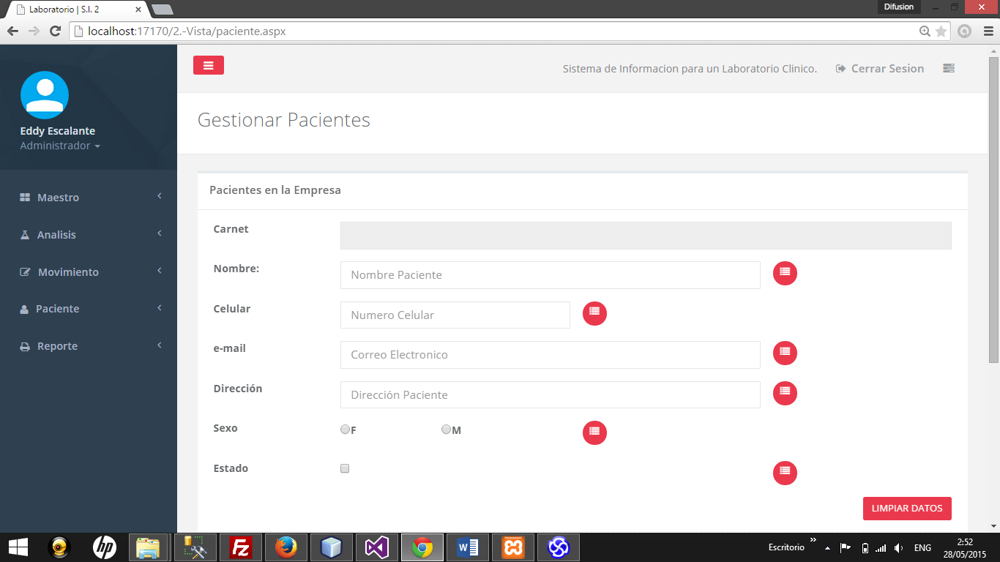 Laboratorio | S.I. 2
Difusion
localhost:17170/2.-Vista/paciente.aspx
Sistema de Informacion para un Laboratorio Clinico.
Cerrar Sesion
Eddy Escalante
Administrador
Maestro
Analisis
Movimiento
Paciente
Reporte
Gestionar Pacientes
Pacientes en la Empresa
Carnet
Nombre:
Nombre Paciente
Celular
Numero Celular
e-mail
Correo Electronico
Dirección
Dirección Paciente
Sexo
F
M
Estado
LIMPIAR DATOS
hp
Fz
W
Escritorio
ENG
2:52
28/05/2015